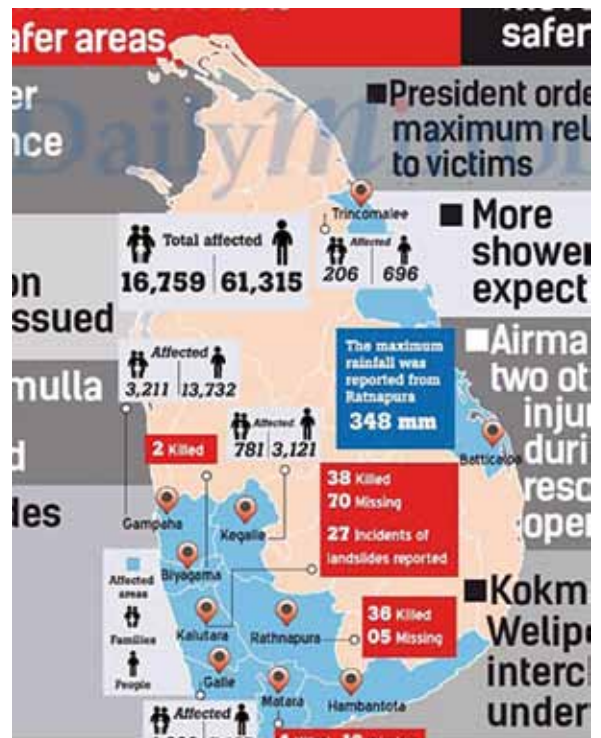 afer areas
safer
er
nce
DailyMi
President orde
maximum rel
to victims
Trincomalee
Affected
206 696
Total affected
16,759 61,315
More
shower
expect
on
ssued
The maximum
rainfall was
reported from
Ratnapura
348 mm
Airma
two ot
injur
duri
resc
oper
Affected
3,211 13,732
mulla
d
des
Affected
781 3,121
2 Killed
Batticaloa
38 Killed
70 Missing
27 Incidents of
landslides reported
Gampaha
Kegalle
Biyagama
Affected
areas
Families
People
Kalutara
Rathnapura
36 Killed
05 Missing
Kokm
Welipe
interc
under
Galle
Matara
Hambantota
Affected